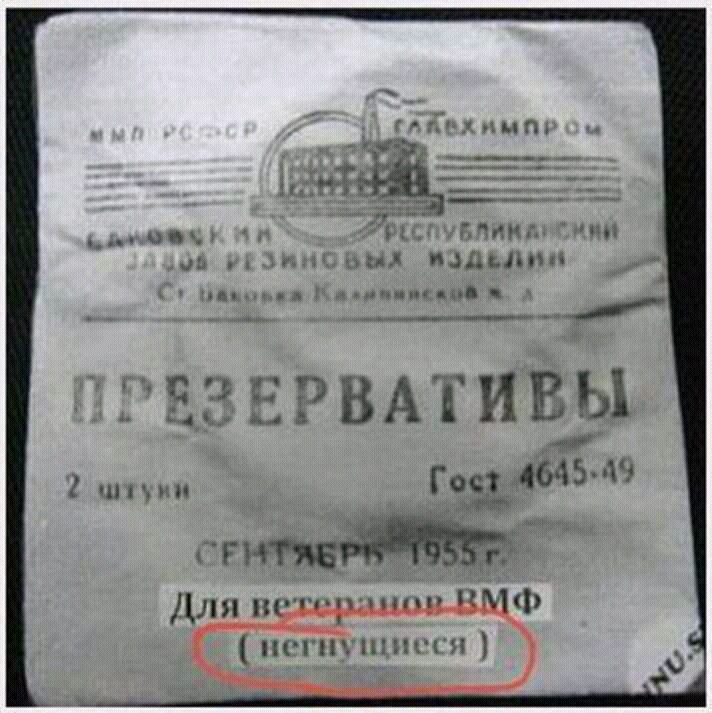 ММП РСФСР ГЛАВХИМПРОМ
БАКОВСКИЙ РЕСПУБЛИКАНСКИЙ
ЗАВОД РЕЗИНОВЫХ ИЗДЕЛИЙ
Ст Баковка Калининской ж. д
ПРЕЗЕРВАТИВЫ
2 штуки Гост 4645-49
СЕНТЯБРЬ 1955 г.
Для ветеранов ВМФ
( негнущиеся )